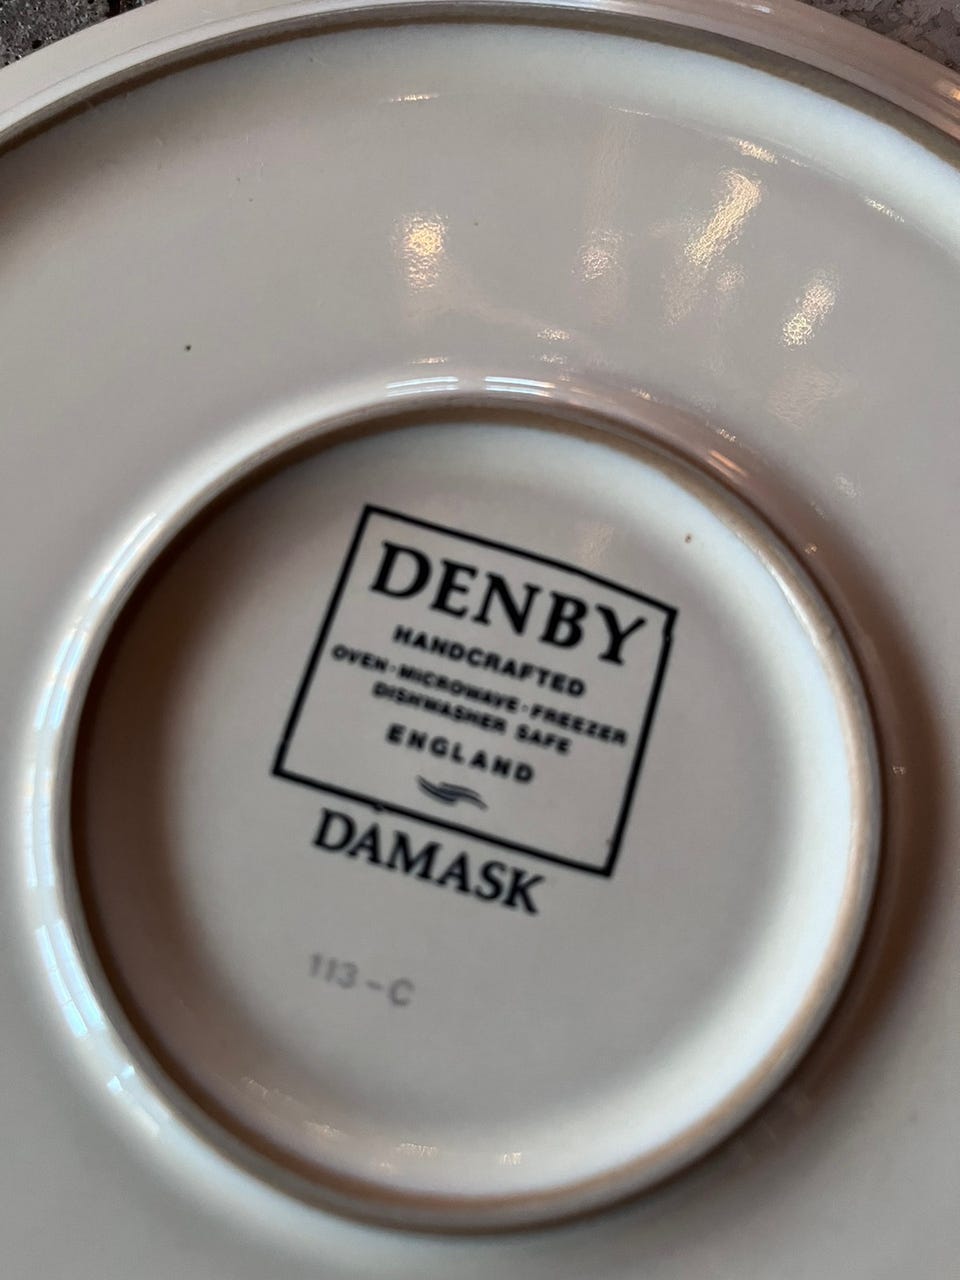 DENBY
HANDCRAFTED
OVEN·MICROWAVE·FREEZER
DISHWASHER SAFE
ENGLAND
DAMASK
113-C